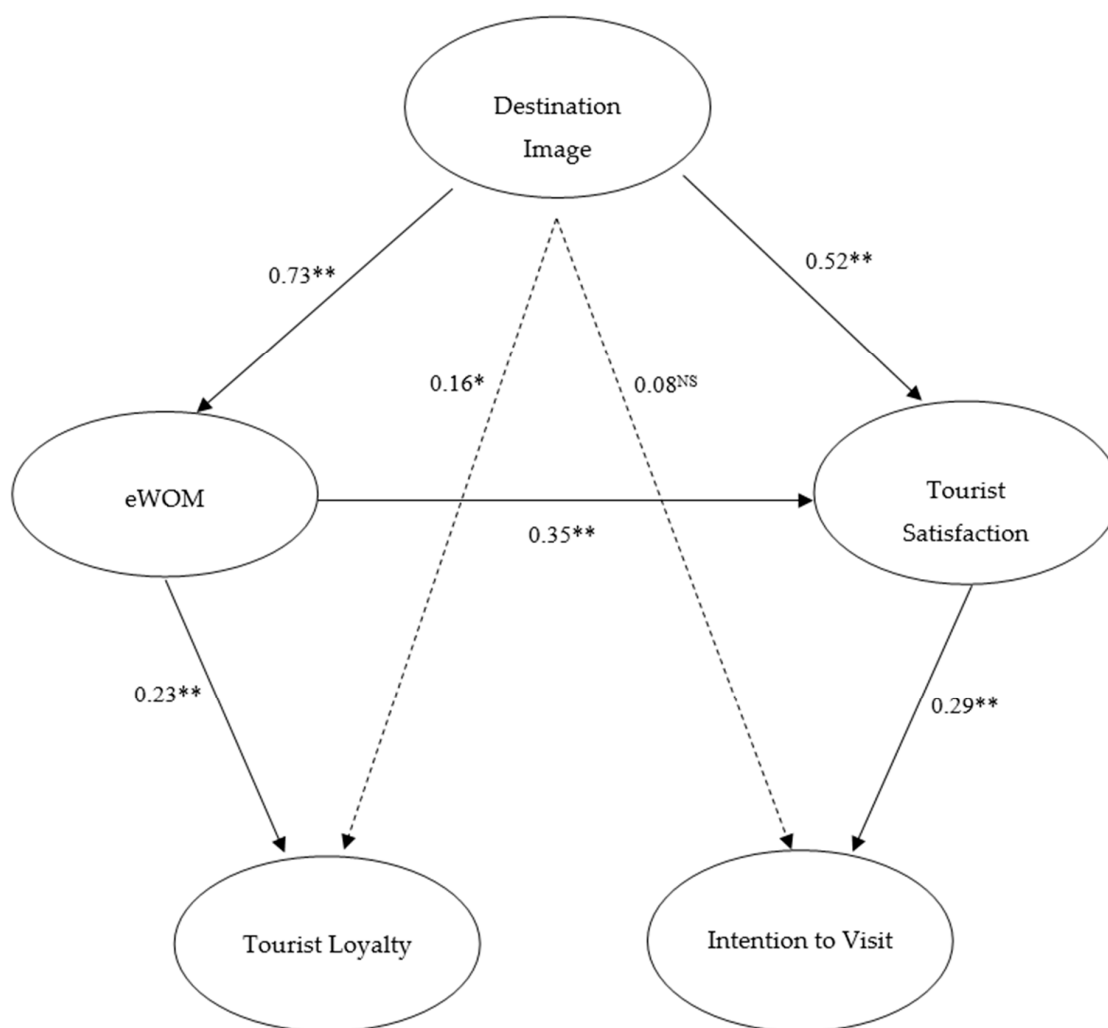 Destination
Image
0.73**
0.52**
0.16*
0.08NS
eWOM
Tourist
Satisfaction
0.35**
0.23**
0.29**
Tourist Loyalty
Intention to Visit